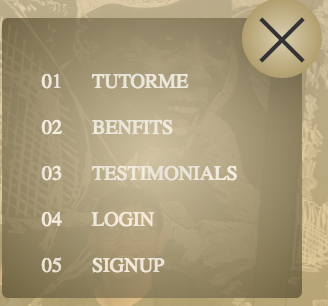 01 TUTORME
02 BENFITS
03 TESTIMONIALS
04 LOGIN
05 SIGNUP